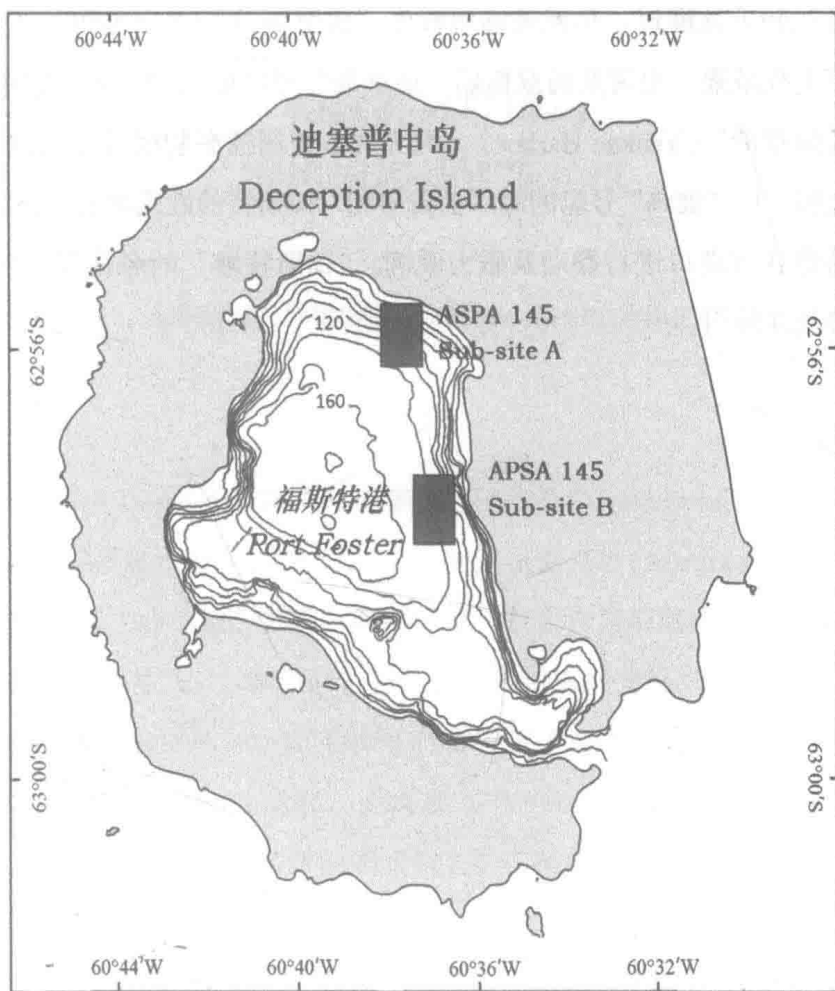 60°44′W 60°40′W 60°36′W 60°32′W
迪塞普申岛
Deception Island
ASPA 145
Sub-site A
120
62°56′S
62°56′S
160
APSA 145
Sub-site B
福斯特港
Port Foster
63°00′S
63°00′S
60°44′W 60°40′W 60°36′W 60°32′W